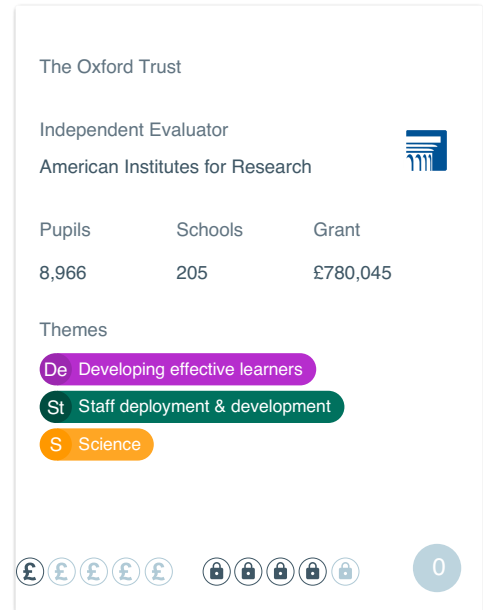 The Oxford Trust
Independent Evaluator
American Institutes for Research
Pupils Schools Grant
8,966 205 £780,045
Themes
De Developing effective learners
St Staff deployment & development
S Science
£ £ £ £ £ 0